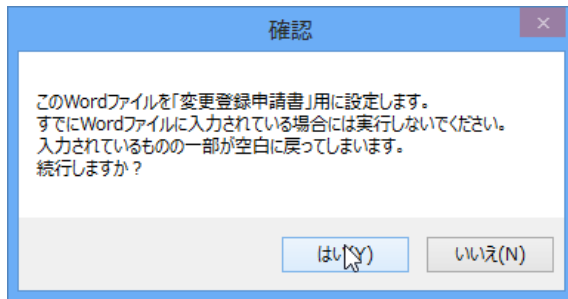 確認
このWordファイルを「変更登録申請書」用に設定します。
すでにWordファイルに入力されている場合には実行しないでください。
入力されているものの一部が空白に戻ってしまいます。
続行しますか？
はい(Y)
いいえ(N)